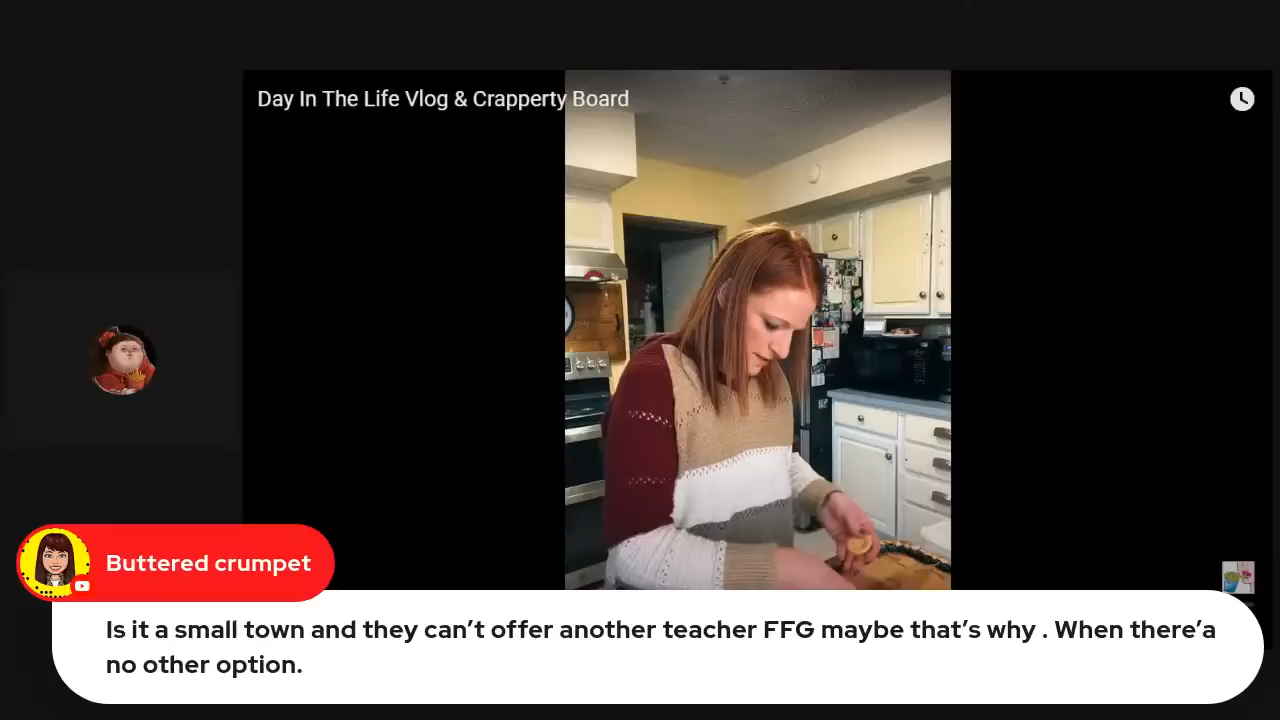 Day In The Life Vlog & Crapperty Board
Buttered crumpet
Is it a small town and they can’t offer another teacher FFG maybe that’s why . When there’a
no other option.